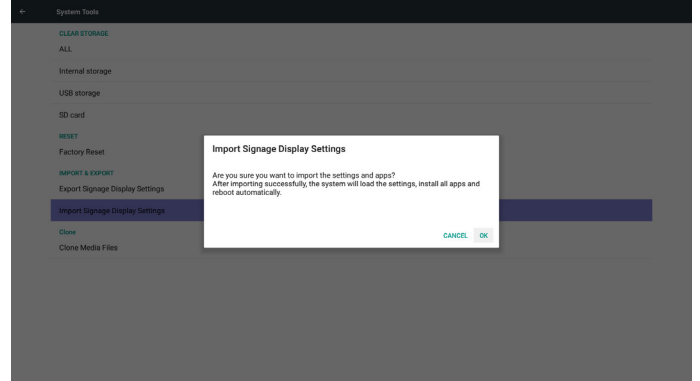 System Tools
CLEAR STORAGE
ALL
Internal storage
USB storage
SD card
RESET
Factory Reset
IMPORT & EXPORT
Export Signage Display Settings
Import Signage Display Settings
Clone
Clone Media Files
Import Signage Display Settings
Are you sure you want to import the settings and apps?
After importing successfully, the system will load the settings, install all apps and
reboot automatically.
CANCEL OK